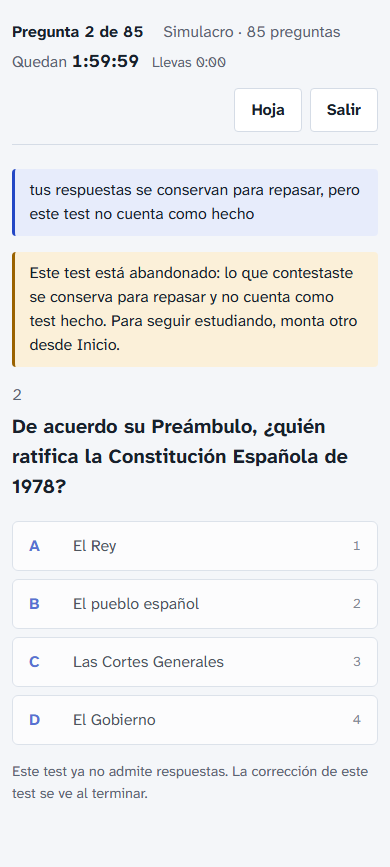 Pregunta 2 de 85 Simulacro · 85 preguntas
Quedan 1:59:59 Llevas 0:00
Hoja Salir
tus respuestas se conservan para repasar, pero
este test no cuenta como hecho
Este test está abandonado: lo que contestaste
se conserva para repasar y no cuenta como
test hecho. Para seguir estudiando, monta otro
desde Inicio.
2
De acuerdo su Preámbulo, ¿quién
ratifica la Constitución Española de
1978?
A El Rey 1
B El pueblo español 2
C Las Cortes Generales 3
D El Gobierno 4
Este test ya no admite respuestas. La corrección de este
test se ve al terminar.